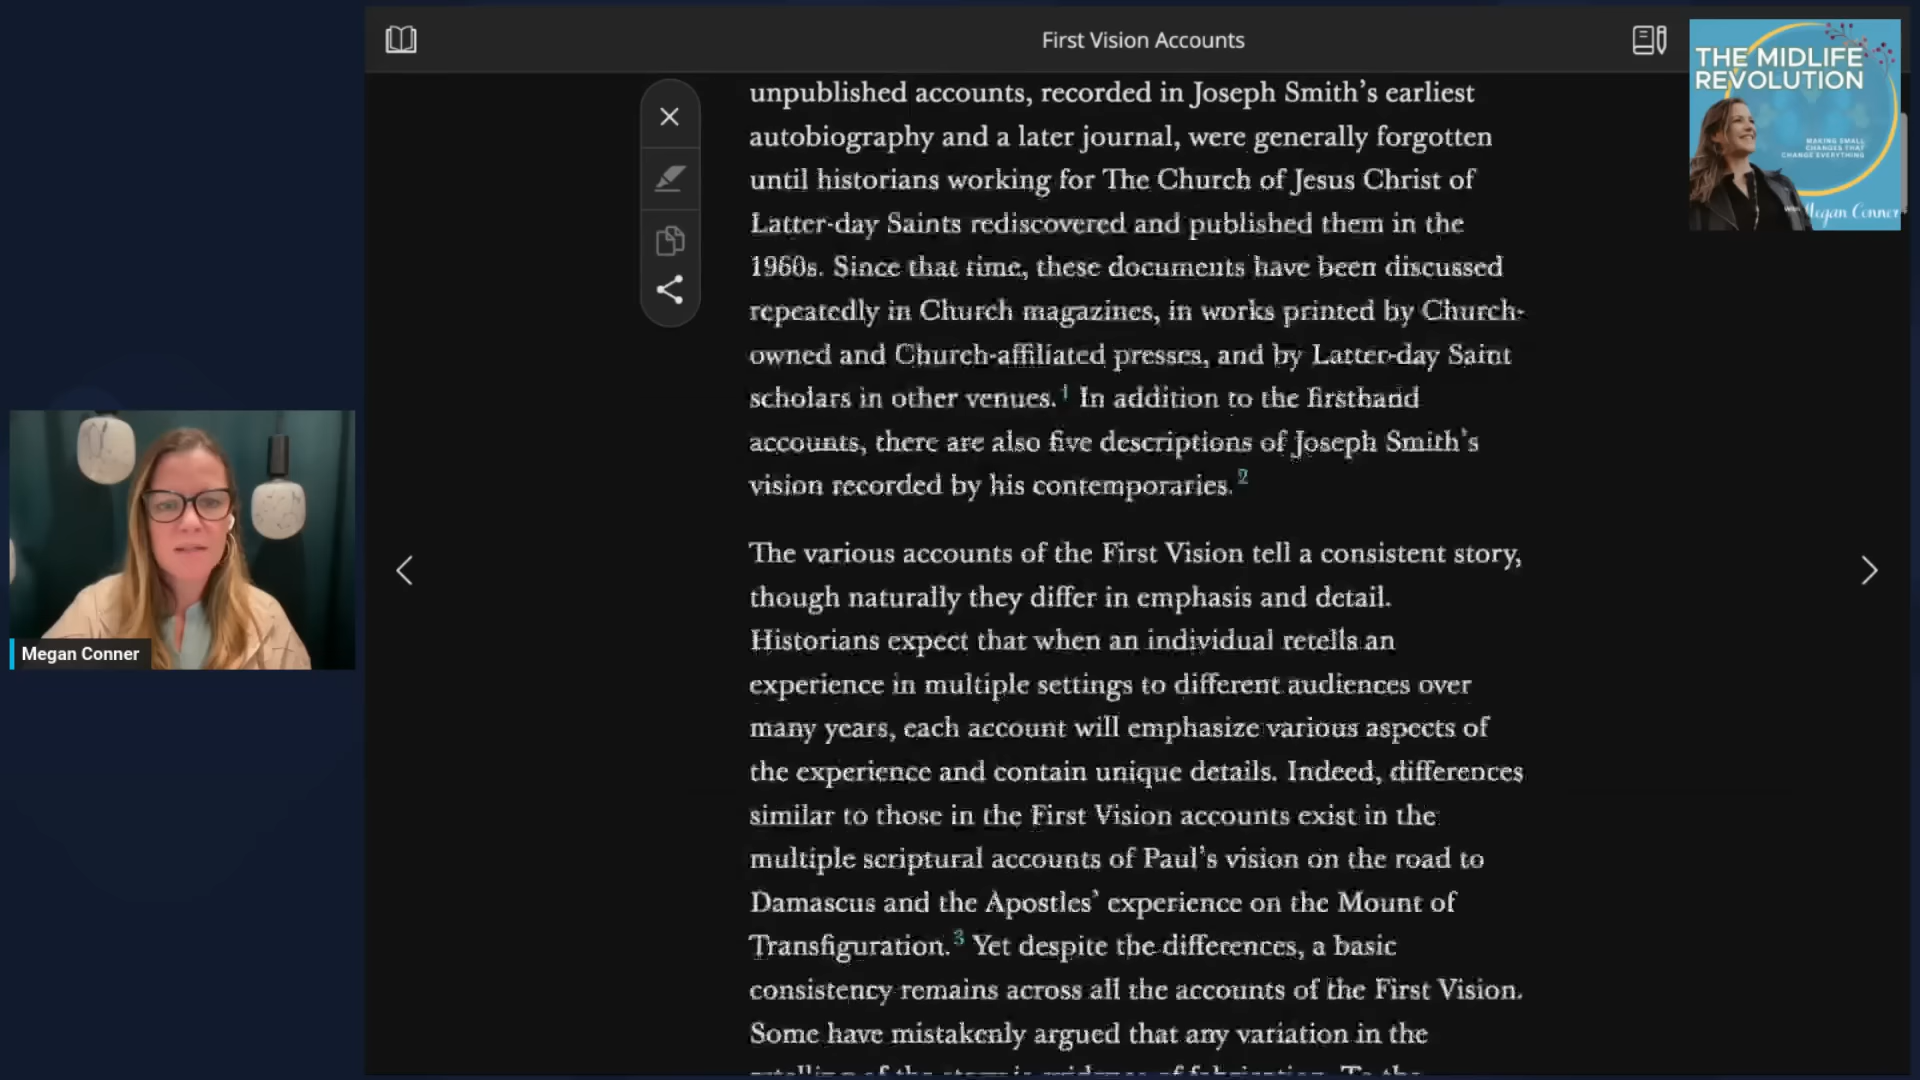 First Vision Accounts
THE MIDLIFE
REVOLUTION
MAKING SMALL
CHANGES THAT
CHANGE EVERYTHING
Megan Conner
unpublished accounts, recorded in Joseph Smith’s earliest
autobiography and a later journal, were generally forgotten
until historians working for The Church of Jesus Christ of
Latter-day Saints rediscovered and published them in the
1960s. Since that time, these documents have been discussed
repeatedly in Church magazines, in works printed by Church-
owned and Church-affiliated presses, and by Latter-day Saint
scholars in other venues.1 In addition to the firsthand
accounts, there are also five descriptions of Joseph Smith’s
vision recorded by his contemporaries.2
The various accounts of the First Vision tell a consistent story,
though naturally they differ in emphasis and detail.
Historians expect that when an individual retells an
experience in multiple settings to different audiences over
many years, each account will emphasize various aspects of
the experience and contain unique details. Indeed, differences
similar to those in the First Vision accounts exist in the
multiple scriptural accounts of Paul’s vision on the road to
Damascus and the Apostles’ experience on the Mount of
Transfiguration.3 Yet despite the differences, a basic
consistency remains across all the accounts of the First Vision.
Some have mistakenly argued that any variation in the
Megan Conner